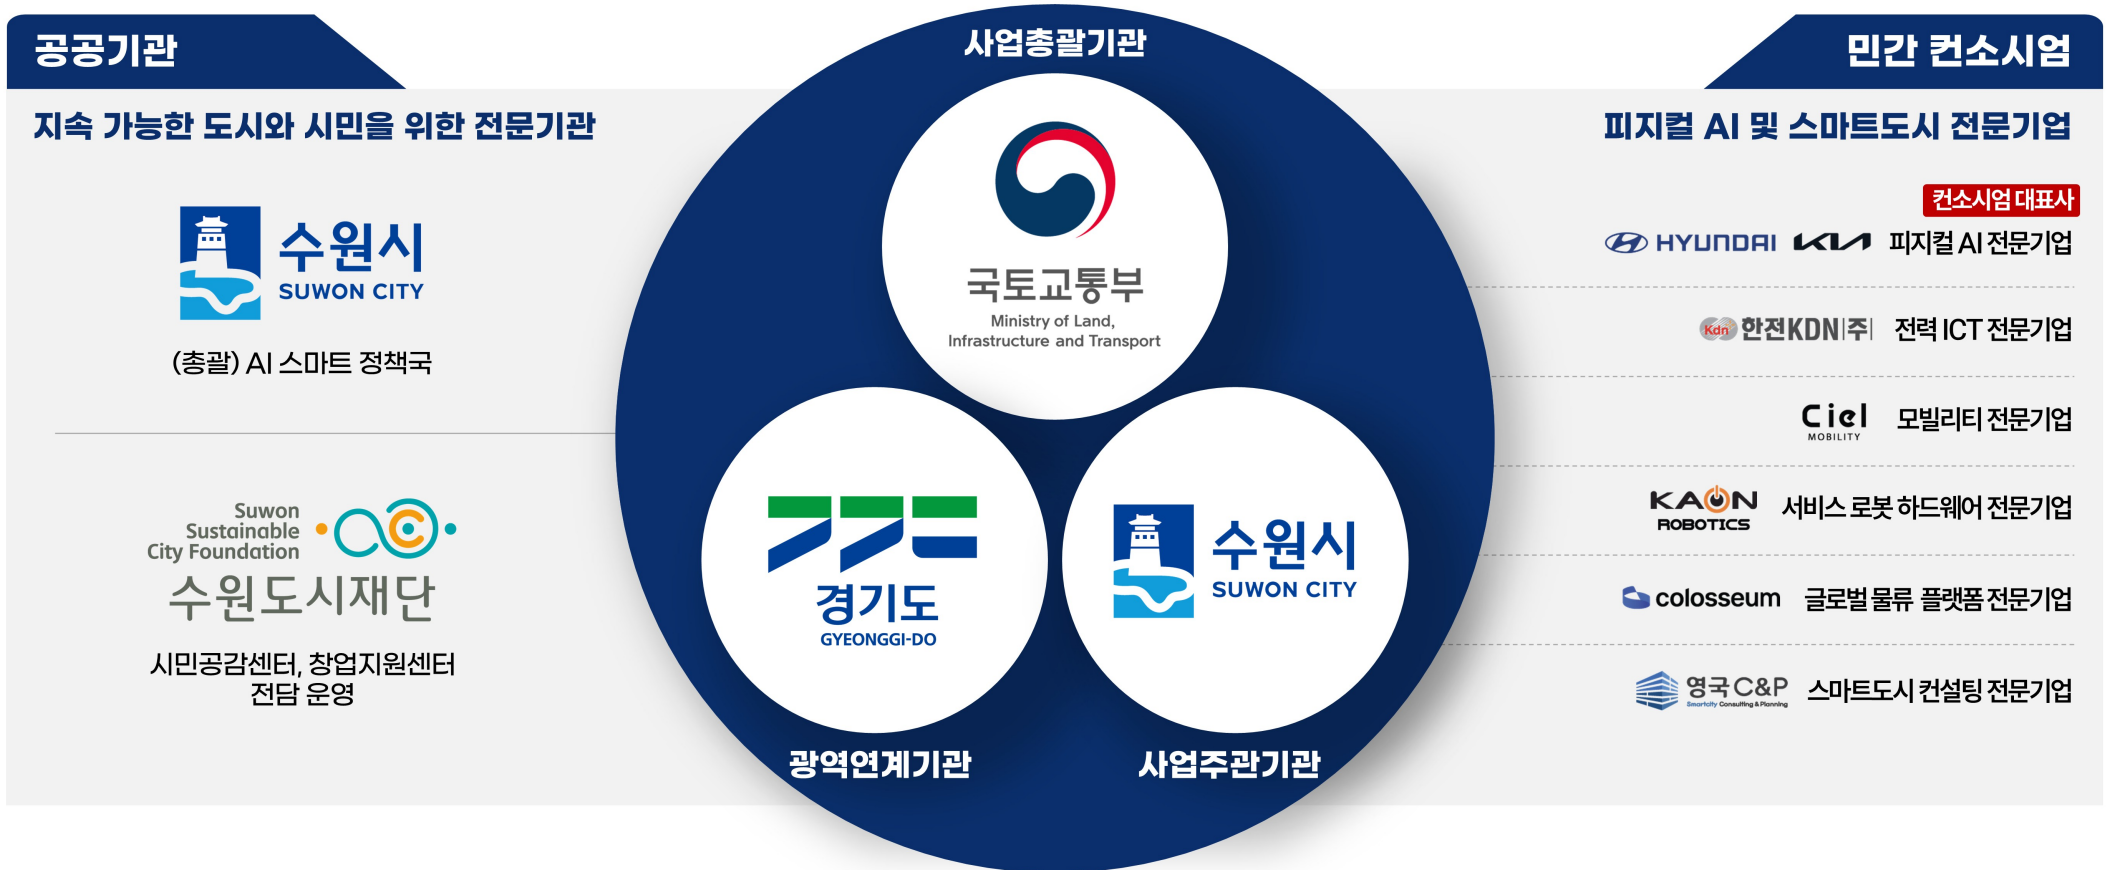 공공기관
지속 가능한 도시와 시민을 위한 전문기관
수원시
SUWON CITY
(총괄) AI 스마트 정책국
Suwon
Sustainable
City Foundation
수원도시재단
시민공감센터, 창업지원센터
전담 운영
사업총괄기관
국토교통부
Ministry of Land,
Infrastructure and Transport
경기도
GYEONGGI-DO
광역연계기관
수원시
SUWON CITY
사업주관기관
민간 컨소시엄
피지컬 AI 및 스마트도시 전문기업
컨소시엄 대표사
HYUNDAI KIA 피지컬 AI 전문기업
Kdn 한전KDN|주| 전력 ICT 전문기업
Ciel
MOBILITY
모빌리티 전문기업
KAON
ROBOTICS
서비스 로봇 하드웨어 전문기업
colosseum 글로벌 물류 플랫폼 전문기업
영국 C&P
Smartcity Consulting & Planning
스마트도시 컨설팅 전문기업